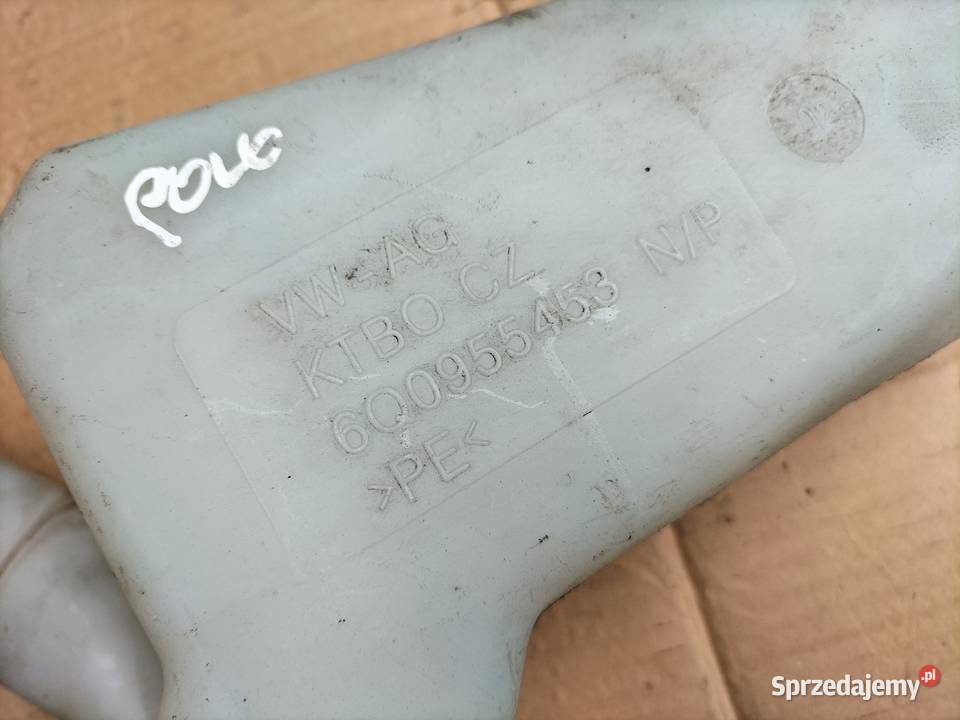 POLO
VW-AG
KTBO CZ
6Q0955453 N/P
>PE<
Sprzedajemy.pl